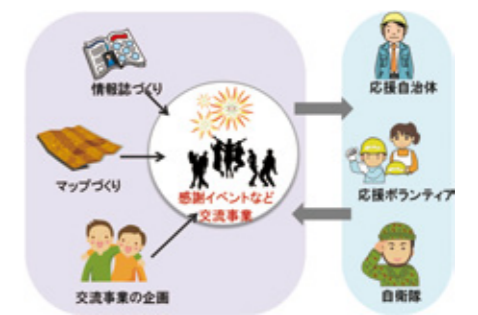 情報誌づくり
マップづくり
交流事業の企画
感謝イベントなど
交流事業
応援自治体
応援ボランティア
自衛隊